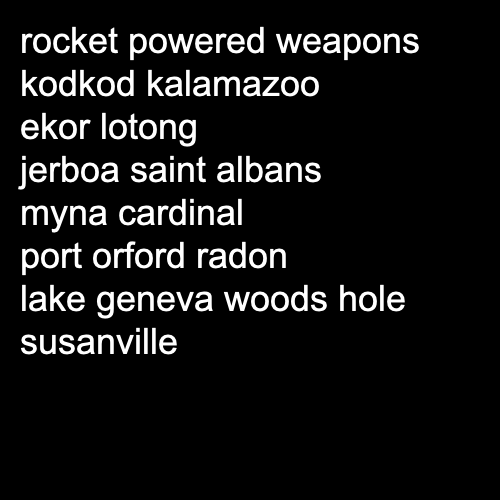 rocket powered weapons
kodkod kalamazoo
ekor lotong
jerboa saint albans
myna cardinal
port orford radon
lake geneva woods hole
susanville